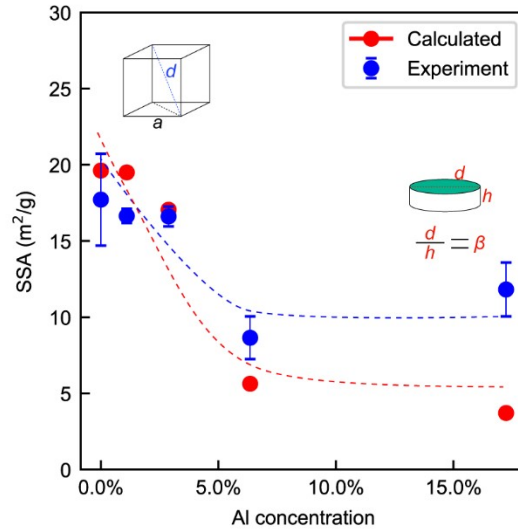 30
25
20
15
10
5
0
SSA (m²/g)
Calculated
Experiment
d
a
d
h
d/h = β
0.0%
5.0%
10.0%
15.0%
Al concentration